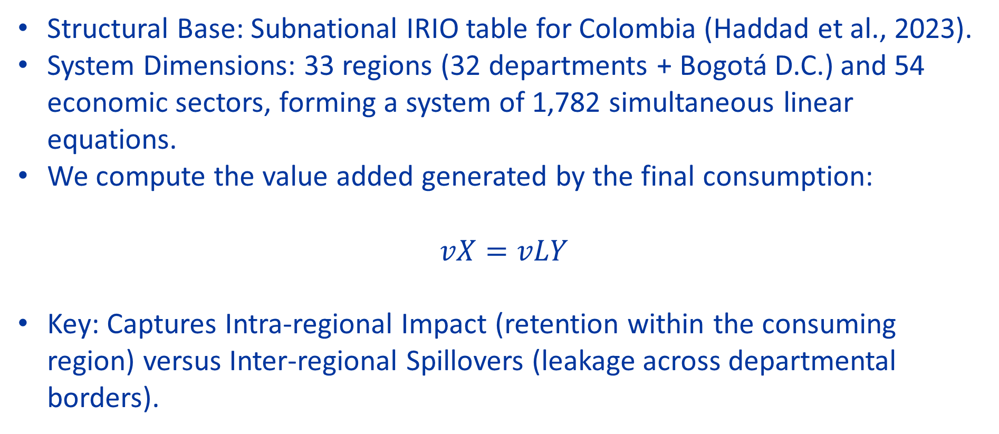 • Structural Base: Subnational IRIO table for Colombia (Haddad et al., 2023).
• System Dimensions: 33 regions (32 departments + Bogotá D.C.) and 54
economic sectors, forming a system of 1,782 simultaneous linear
equations.
• We compute the value added generated by the final consumption:
𝑣𝑋 = 𝑣𝐿𝑌
• Key: Captures Intra-regional Impact (retention within the consuming
region) versus Inter-regional Spillovers (leakage across departmental
borders).